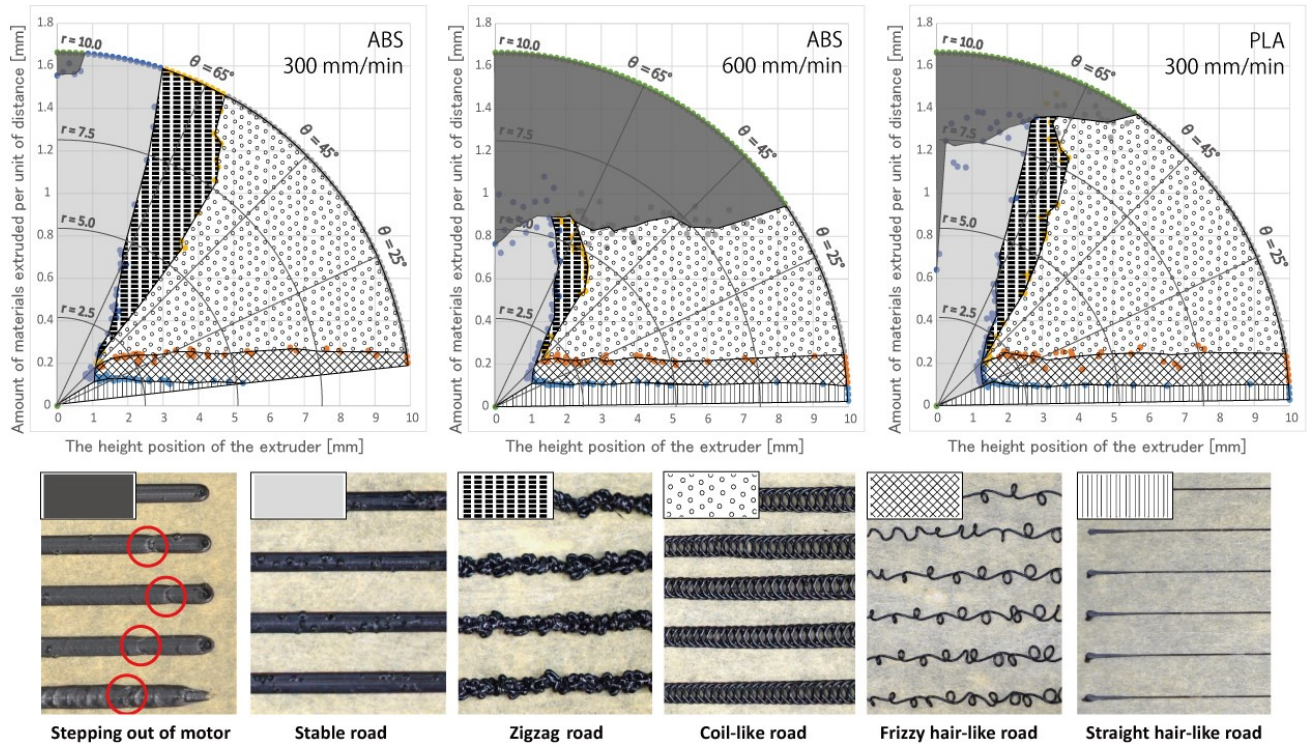 Amounts of materials extruded per unit of distance [mm]
1.8
1.6
1.4
1.2
1
0.8
0.6
0.4
0.2
0
r = 10.0
r = 7.5
r = 5.0
r = 2.5
θ = 65°
θ = 45°
θ = 25°
ABS
300 mm/min
0 1 2 3 4 5 6 7 8 9 10
The height position of the extruder [mm]
Amount of materials extruded per unit of distance [mm]
1.8
1.6
1.4
1.2
1
0.8
0.6
0.4
0.2
0
r = 10.0
r = 7.5
r = 2.5
θ = 65°
θ = 45°
θ = 25°
ABS
600 mm/min
0 1 2 3 4 5 6 7 8 9 10
The height position of the extruder [mm]
Amount of materials extruded per unit of distance [mm]
1.8
1.6
1.4
1.2
1
0.8
0.6
0.4
0.2
0
r = 10.0
r = 7.5
r = 5.0
r = 2.5
θ = 65°
θ = 45°
θ = 25°
PLA
300 mm/min
0 1 2 3 4 5 6 7 8 9 10
The height position of the extruder [mm]
Stepping out of motor
Stable road
Zigzag road
Coil-like road
Frizzy hair-like road
Straight hair-like road